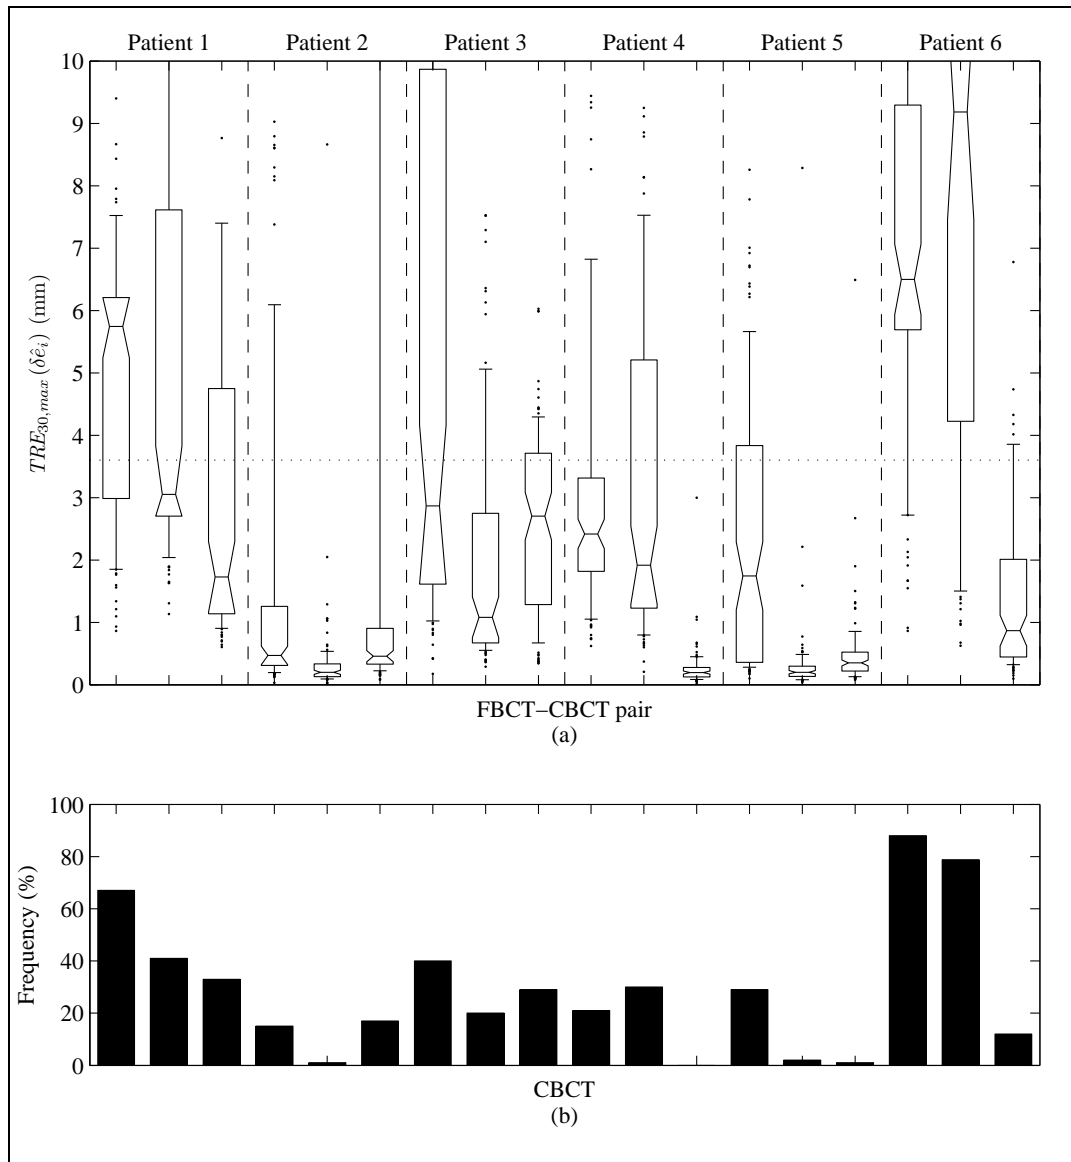 Patient 1 Patient 2 Patient 3 Patient 4 Patient 5 Patient 6
10
9
8
7
6
5
4
3
2
1
0
TRE30,max(δêi) (mm)
FBCT–CBCT pair
(a)
100
80
60
40
20
0
Frequency (%)
CBCT
(b)